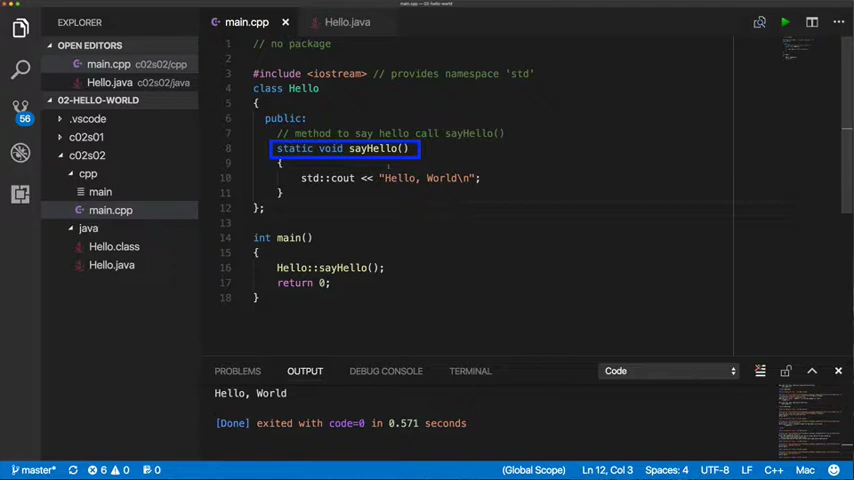 main.cpp — 02-hello-world
EXPLORER
main.cpp
Hello.java
OPEN EDITORS
main.cpp c02s02/cpp
Hello.java c02s02/java
02-HELLO-WORLD
.vscode
c02s01
c02s02
cpp
main
main.cpp
java
Hello.class
Hello.java
56
1 // no package
2
3 #include <iostream> // provides namespace 'std'
4 class Hello
5 {
6 public:
7 // method to say hello call sayHello()
8 static void sayHello()
9 {
10 std::cout << "Hello, World\n";
11 }
12 };
13
14 int main()
15 {
16 Hello::sayHello();
17 return 0;
18 }
PROBLEMS OUTPUT DEBUG CONSOLE TERMINAL Code
Hello, World
[Done] exited with code=0 in 0.571 seconds
master* 6 0 0 (Global Scope) Ln 12, Col 3 Spaces: 4 UTF-8 LF C++ Mac